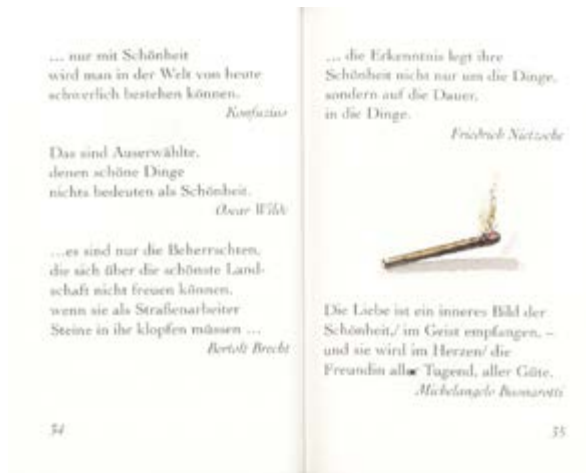 ... nur mit Schönheit
wird man in der Welt von heute
schwerlich bestehen können.
Konfuzius
Das sind Auserwählte,
denen schöne Dinge
nichts bedeuten als Schönheit.
Oscar Wilde
...es sind nur die Beherrschten,
die sich über die schönste Land-
schaft nicht freuen können,
wenn sie als Straßenarbeiter
Steine in ihr klopfen müssen ...
Bertolt Brecht
34
... die Erkenntnis legt ihre
Schönheit nicht nur um die Dinge,
sondern auf die Dauer,
in die Dinge.
Friedrich Nietzsche
Die Liebe ist ein inneres Bild der
Schönheit,/ im Geist empfangen, –
und sie wird im Herzen/ die
Freundin aller Tugend, aller Güte.
Michelangelo Buonarotti
35